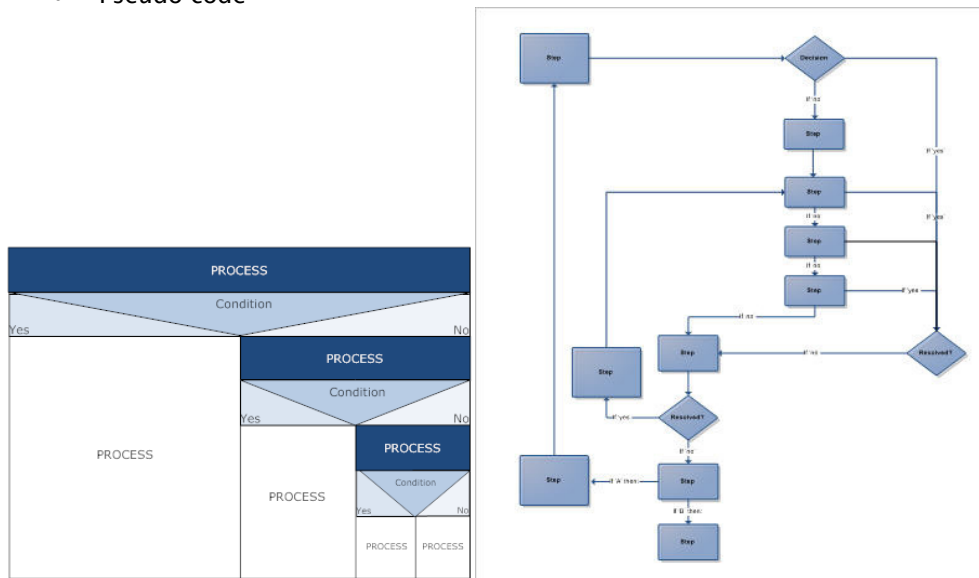 Pseudo code
PROCESS
Condition
Yes
No
PROCESS
PROCESS
Condition
Yes
No
PROCESS
PROCESS
Condition
Yes
No
PROCESS
PROCESS
Step
Decision
If 'no'
Step
If 'yes'
Step
If 'no'
If 'yes'
Step
If 'no'
Step
If 'yes'
If 'no'
Step
If 'no'
Resolved?
Step
If 'yes'
Resolved?
If 'no'
Step
If 'A' then:
Step
If 'B' then:
Step